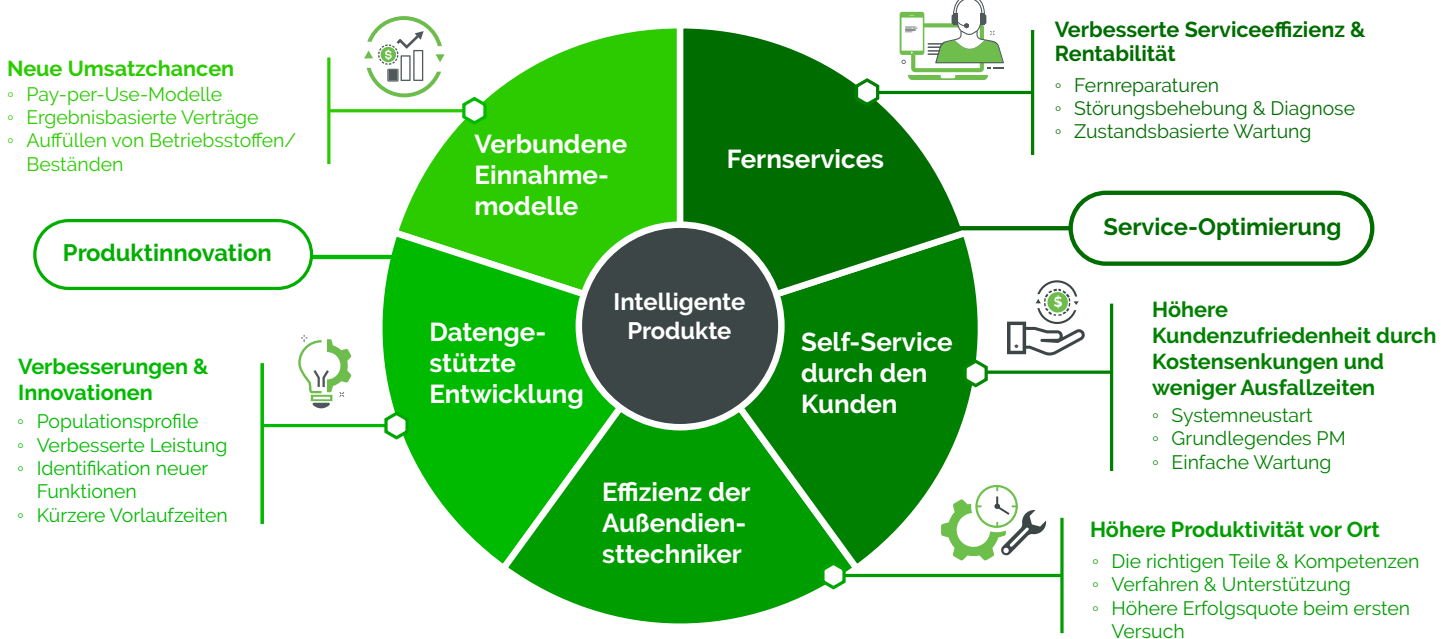 Neue Umsatzchancen
◦ Pay-per-Use-Modelle
◦ Ergebnisbasierte Verträge
◦ Auffüllen von Betriebsstoffen/
Beständen
Verbesserte Serviceeffizienz &
Rentabilität
◦ Fernreparaturen
◦ Störungsbehebung & Diagnose
◦ Zustandsbasierte Wartung
Verbundene
Einnahme-
modelle
Fernservices
Produktinnovation
Service-Optimierung
Intelligente
Produkte
Datenge-
stützte
Entwicklung
Self-Service
durch den
Kunden
Effizienz der
Außendien-
sttechniker
Verbesserungen &
Innovationen
◦ Populationsprofile
◦ Verbesserte Leistung
◦ Identifikation neuer
Funktionen
◦ Kürzere Vorlaufzeiten
$
$
Höhere
Kundenzufriedenheit durch
Kostensenkungen und
weniger Ausfallzeiten
◦ Systemneustart
◦ Grundlegendes PM
◦ Einfache Wartung
Höhere Produktivität vor Ort
◦ Die richtigen Teile & Kompetenzen
◦ Verfahren & Unterstützung
◦ Höhere Erfolgsquote beim ersten
Versuch